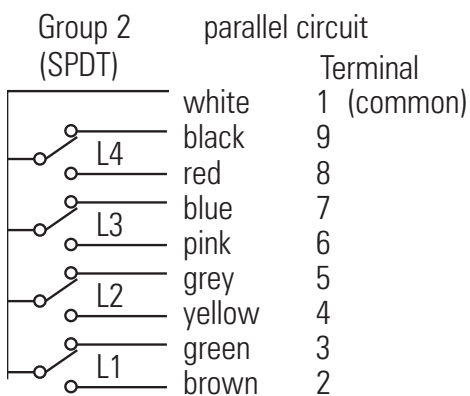 Group 2 parallel circuit
(SPDT) Terminal
white 1 (common)
black 9
L4
red 8
blue 7
L3
pink 6
grey 5
L2
yellow 4
green 3
L1
brown 2